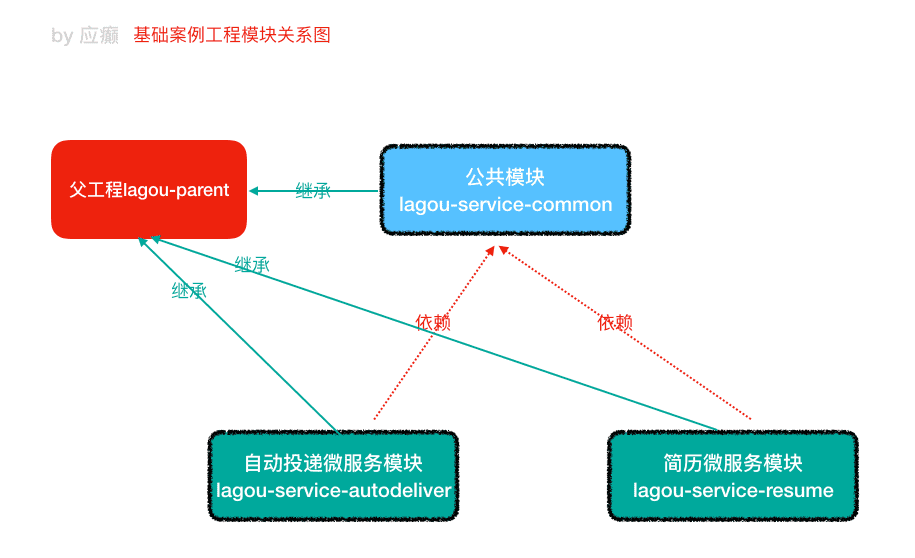 by 应癫 基础案例工程模块关系图
父工程lagou-parent
继承
公共模块
lagou-service-common
继承
继承
依赖
依赖
自动投递微服务模块
lagou-service-autodeliver
简历微服务模块
lagou-service-resume